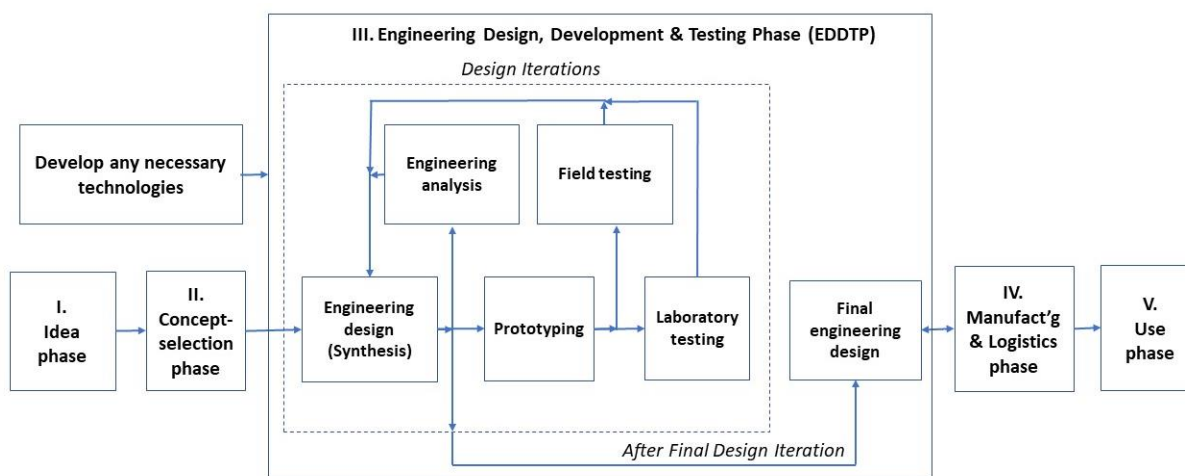 III. Engineering Design, Development & Testing Phase (EDDTP)
Design Iterations
Develop any necessary
technologies
Engineering
analysis
Field testing
I.
Idea
phase
II.
Concept-
selection
phase
Engineering
design
(Synthesis)
Prototyping
Laboratory
testing
Final
engineering
design
IV.
Manufact’g
& Logistics
phase
V.
Use
phase
After Final Design Iteration